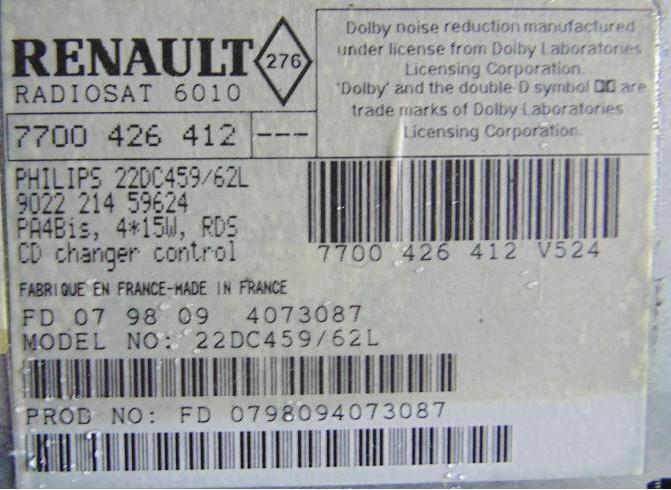 RENAULT
276
RADIOSAT 6010
7700 426 412 ---
Dolby noise reduction manufactured
under license from Dolby Laboratories
Licensing Corporation.
'Dolby' and the double-D symbol are
trade marks of Dolby Laboratories
Licensing Corporation.
PHILIPS 22DC459/62L
9022 214 59624
PA4Bis, 4*15W, RDS
CD changer control
7700 426 412 V524
FABRIQUE EN FRANCE-MADE IN FRANCE
FD 07 98 09 4073087
MODEL NO: 22DC459/62L
PROD NO: FD 0798094073087